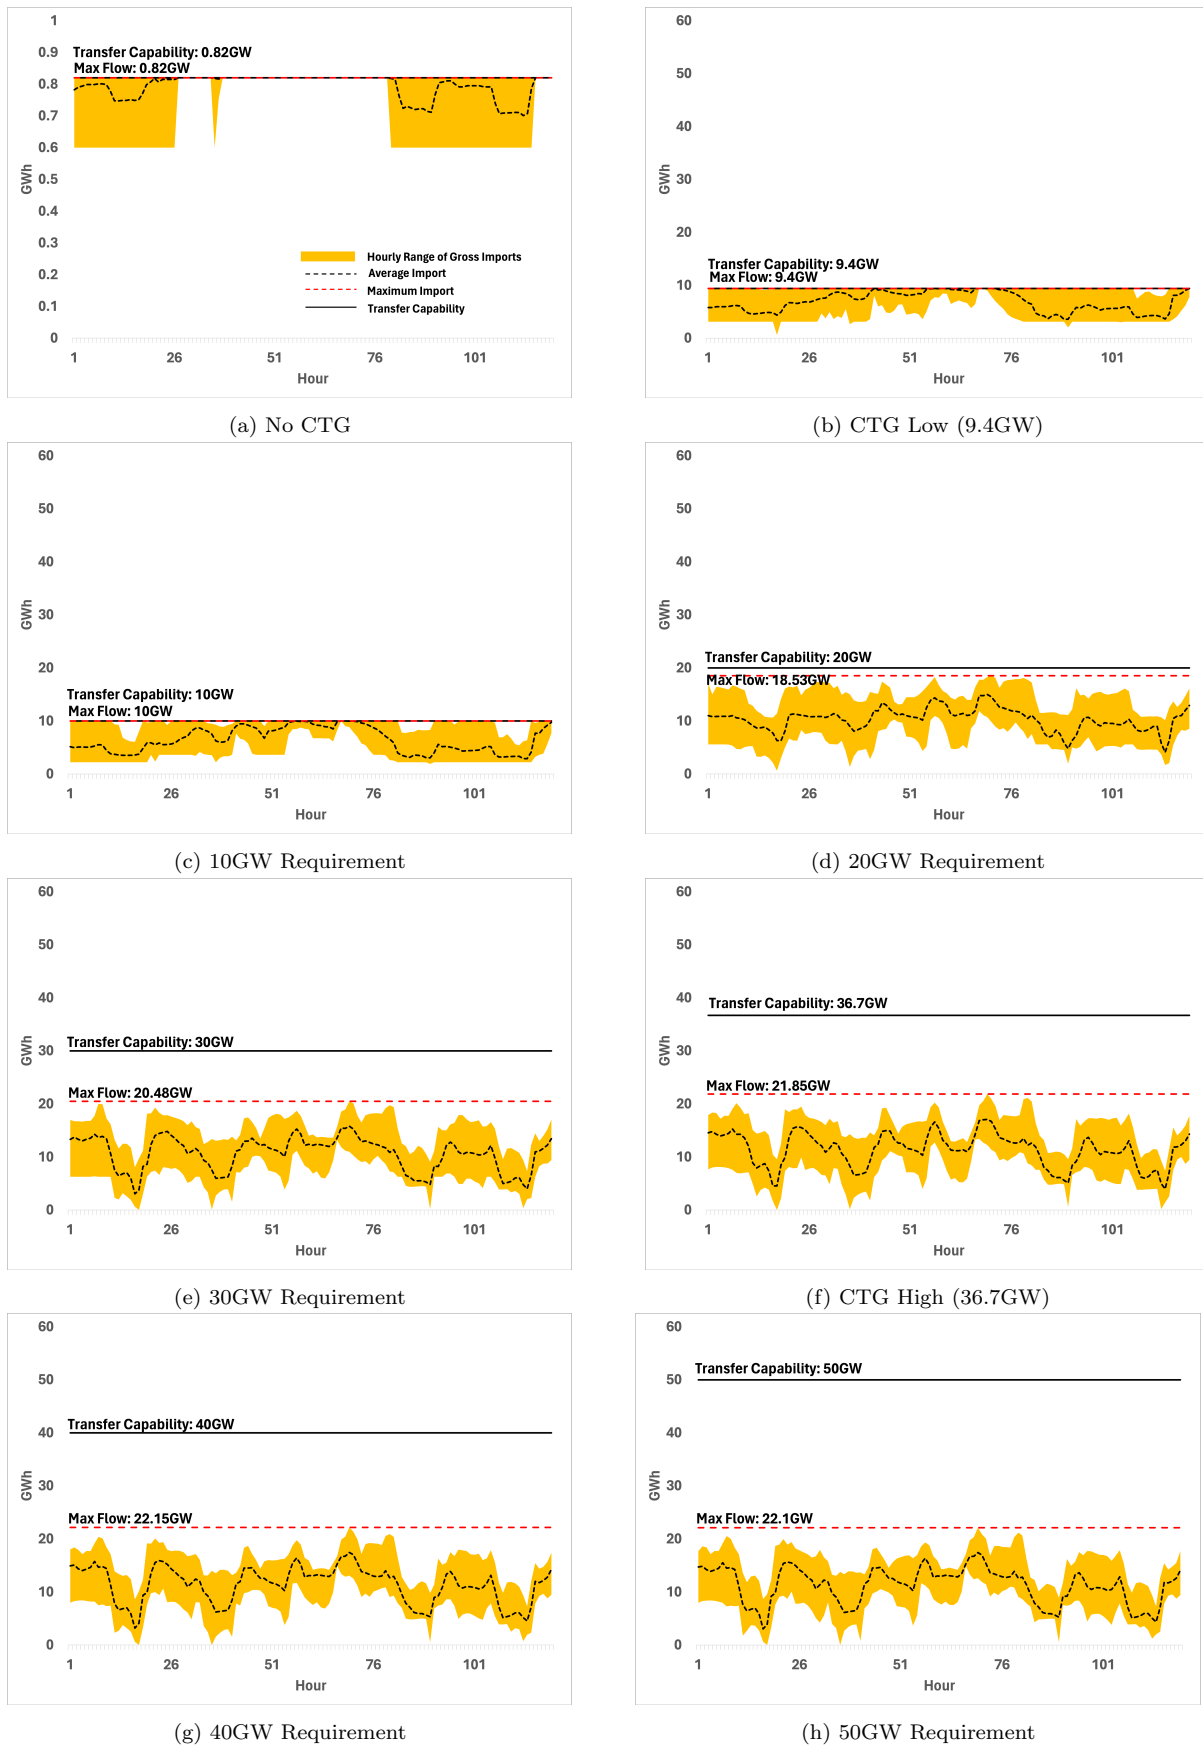 1
0.9
0.8
0.7
0.6
0.5
0.4
0.3
0.2
0.1
0
GWh
Transfer Capability: 0.82GW
Max Flow: 0.82GW
Hourly Range of Gross Imports
Average Import
Maximum Import
Transfer Capability
1 26 51 76 101
Hour
(a) No CTG
60
50
40
30
20
10
0
GWh
Transfer Capability: 9.4GW
Max Flow: 9.4GW
1 26 51 76 101
Hour
(b) CTG Low (9.4GW)
60
50
40
30
20
10
0
GWh
Transfer Capability: 10GW
Max Flow: 10GW
1 26 51 76 101
Hour
(c) 10GW Requirement
60
50
40
30
20
10
0
GWh
Transfer Capability: 20GW
Max Flow: 18.53GW
1 26 51 76 101
Hour
(d) 20GW Requirement
60
50
40
30
20
10
0
GWh
Transfer Capability: 30GW
Max Flow: 20.48GW
1 26 51 76 101
Hour
(e) 30GW Requirement
60
50
40
30
20
10
0
GWh
Transfer Capability: 36.7GW
Max Flow: 21.85GW
1 26 51 76 101
Hour
(f) CTG High (36.7GW)
60
50
40
30
20
10
0
GWh
Transfer Capability: 40GW
Max Flow: 22.15GW
1 26 51 76 101
Hour
(g) 40GW Requirement
60
50
40
30
20
10
0
GWh
Transfer Capability: 50GW
Max Flow: 22.1GW
1 26 51 76 101
Hour
(h) 50GW Requirement